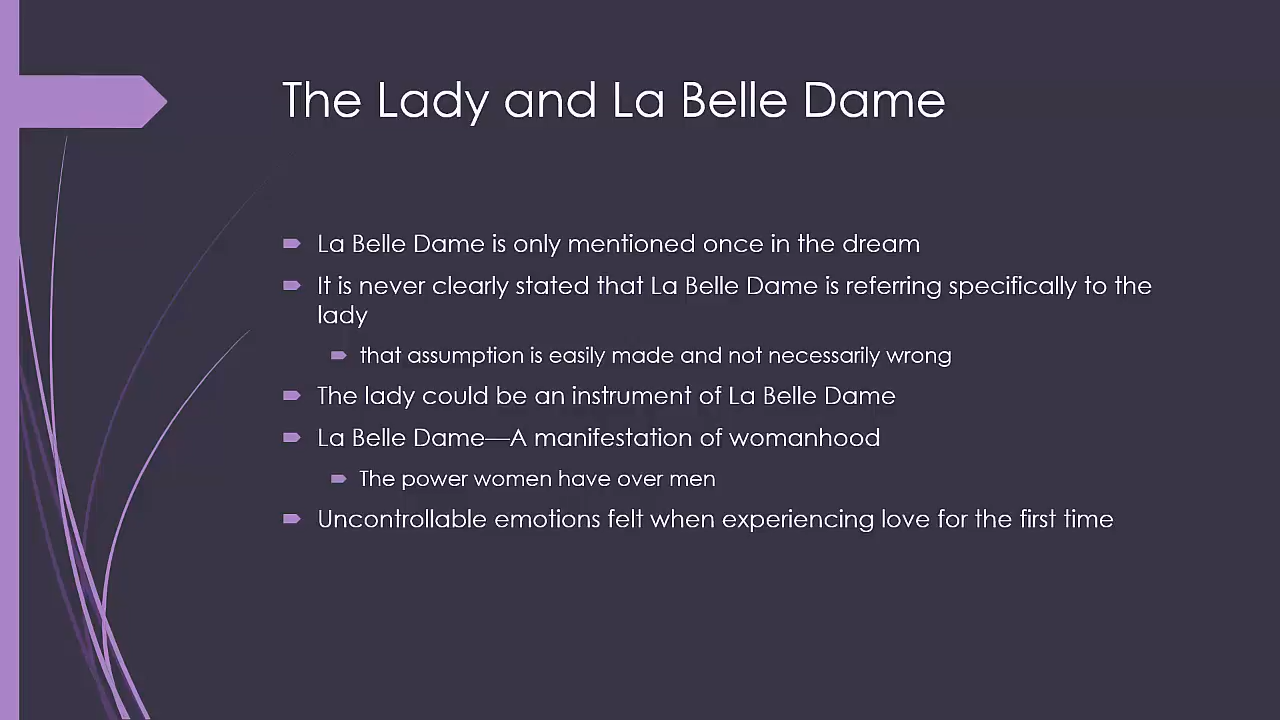 The Lady and La Belle Dame
La Belle Dame is only mentioned once in the dream
It is never clearly stated that La Belle Dame is referring specifically to the
lady
that assumption is easily made and not necessarily wrong
The lady could be an instrument of La Belle Dame
La Belle Dame—A manifestation of womanhood
The power women have over men
Uncontrollable emotions felt when experiencing love for the first time